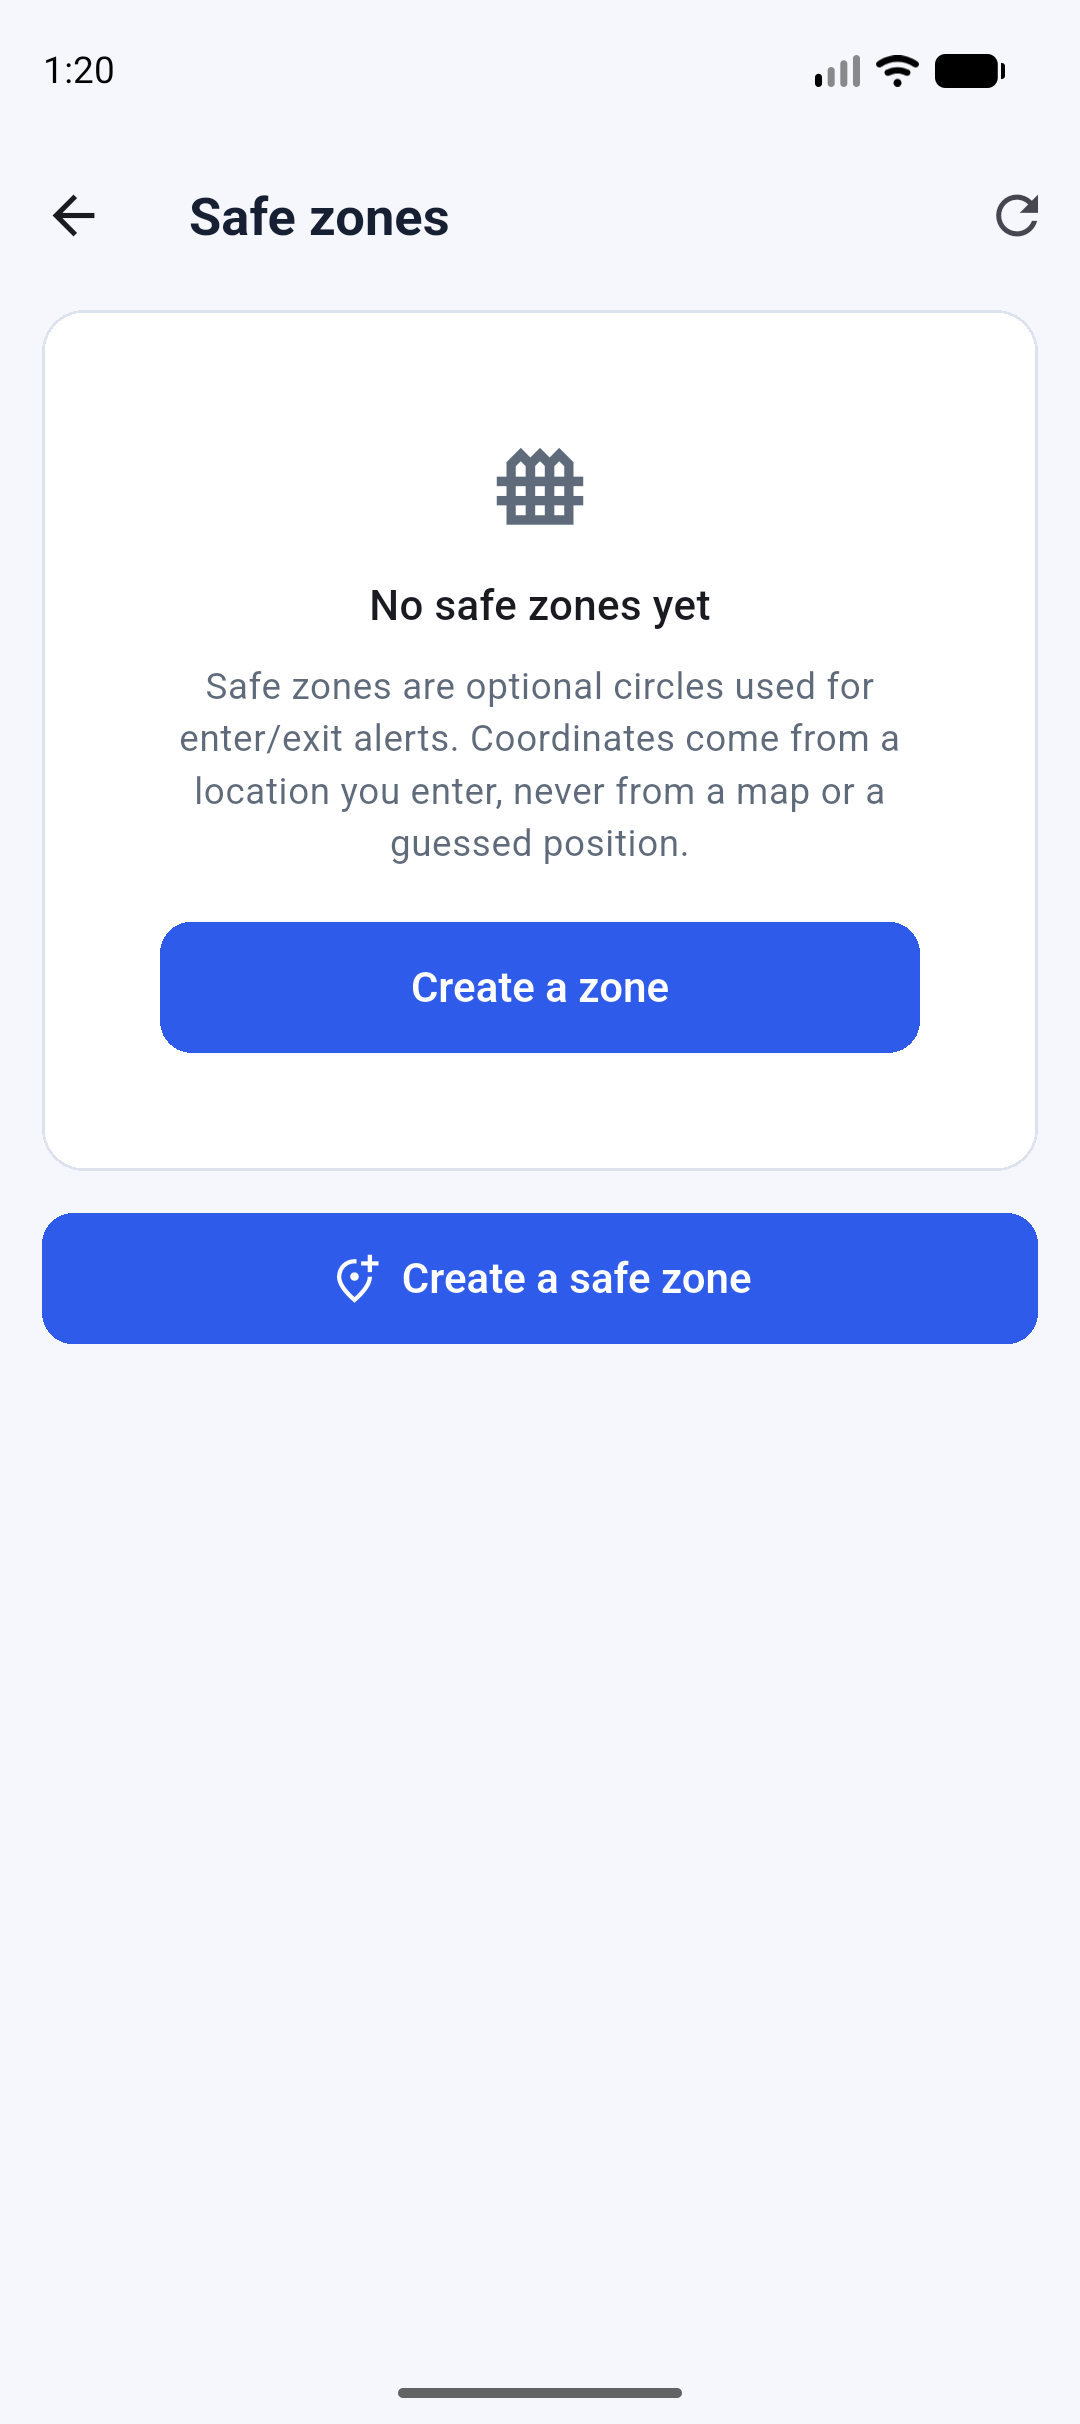 1:20
Safe zones
No safe zones yet
Safe zones are optional circles used for
enter/exit alerts. Coordinates come from a
location you enter, never from a map or a
guessed position.
Create a zone
Create a safe zone